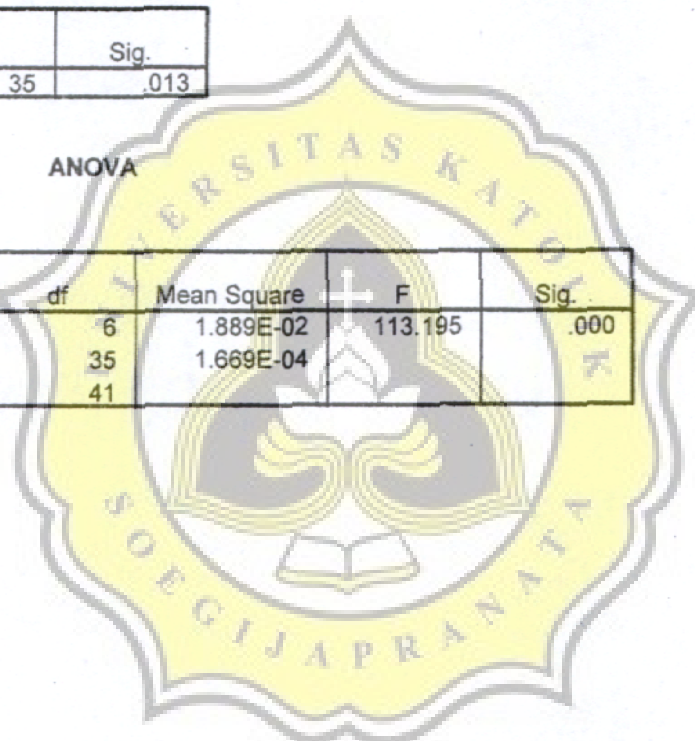 Sig.
35 .013
ANOVA
df Mean Square F Sig.
6 1.889E-02 113.195 .000
35 1.669E-04
41
UNIVERSITAS KATOLIK
SOEGIJAPRANATA